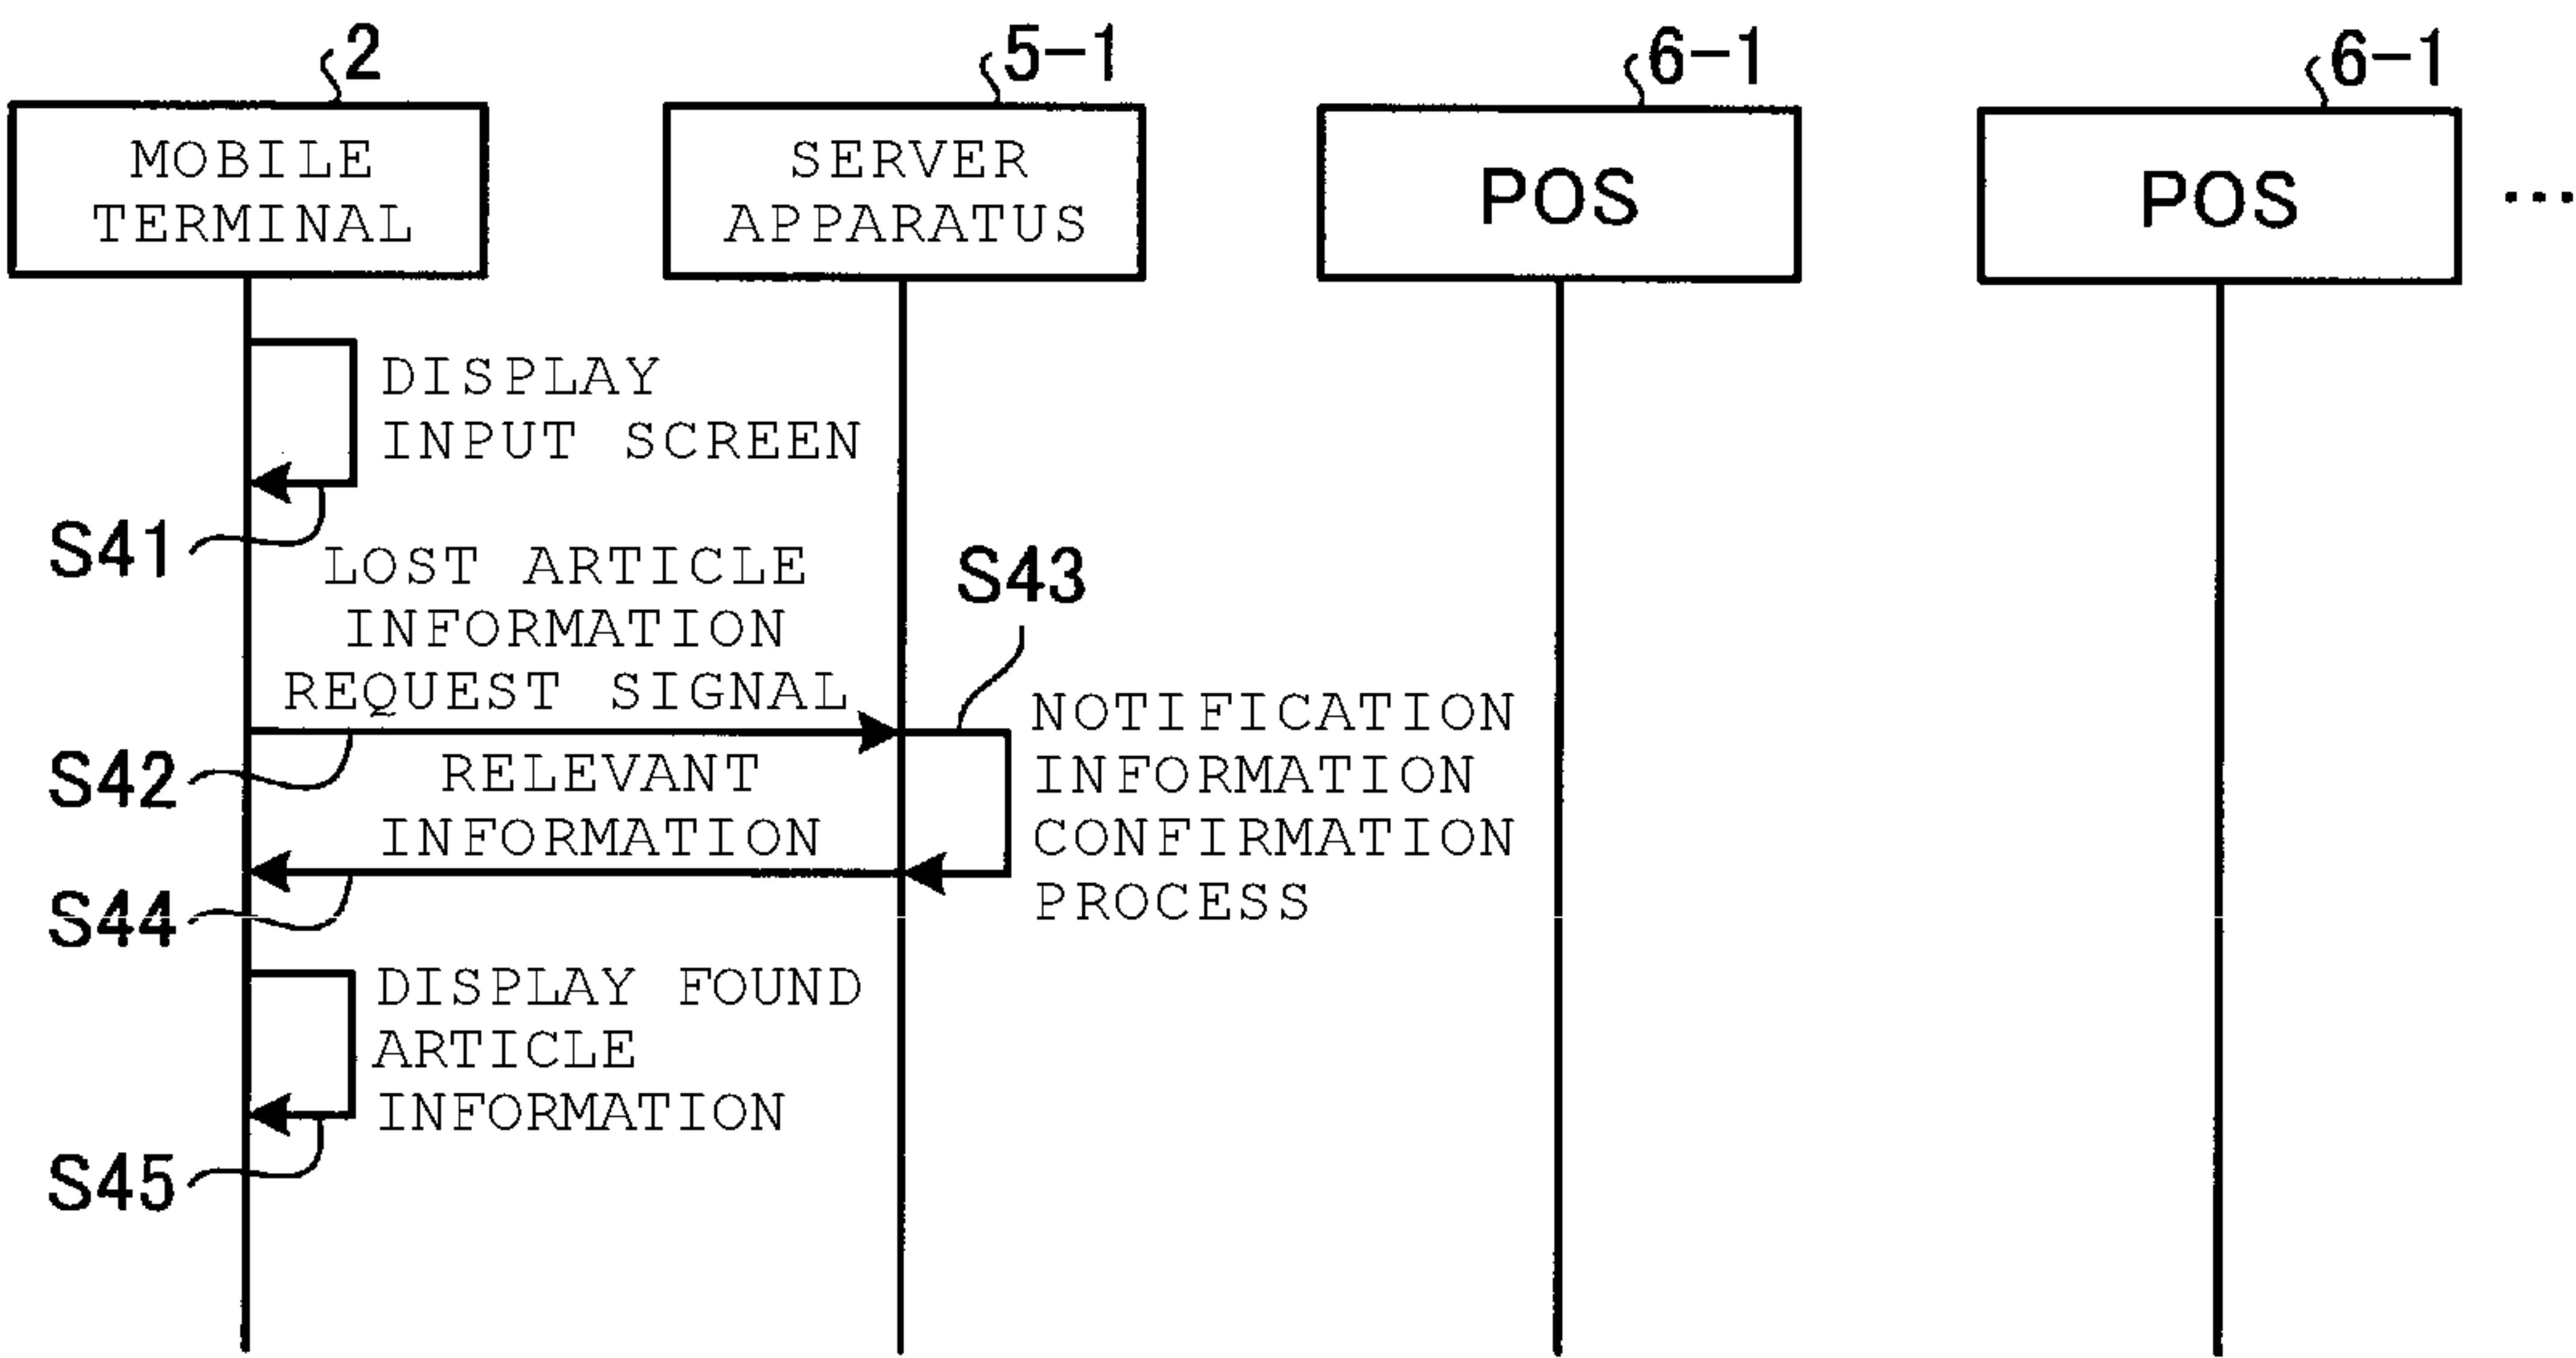 2
5-1
6-1
6-1
MOBILE
TERMINAL
SERVER
APPARATUS
POS
POS
...
DISPLAY
INPUT SCREEN
S41
LOST ARTICLE
INFORMATION
REQUEST SIGNAL
S43
S42
NOTIFICATION
INFORMATION
CONFIRMATION
PROCESS
RELEVANT
INFORMATION
S44
DISPLAY FOUND
ARTICLE
INFORMATION
S45